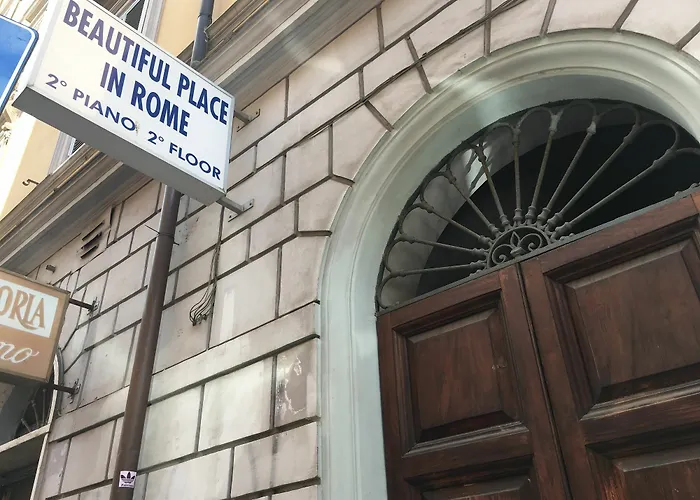 BEAUTIFUL PLACE
IN ROME
2° PIANO 2° FLOOR